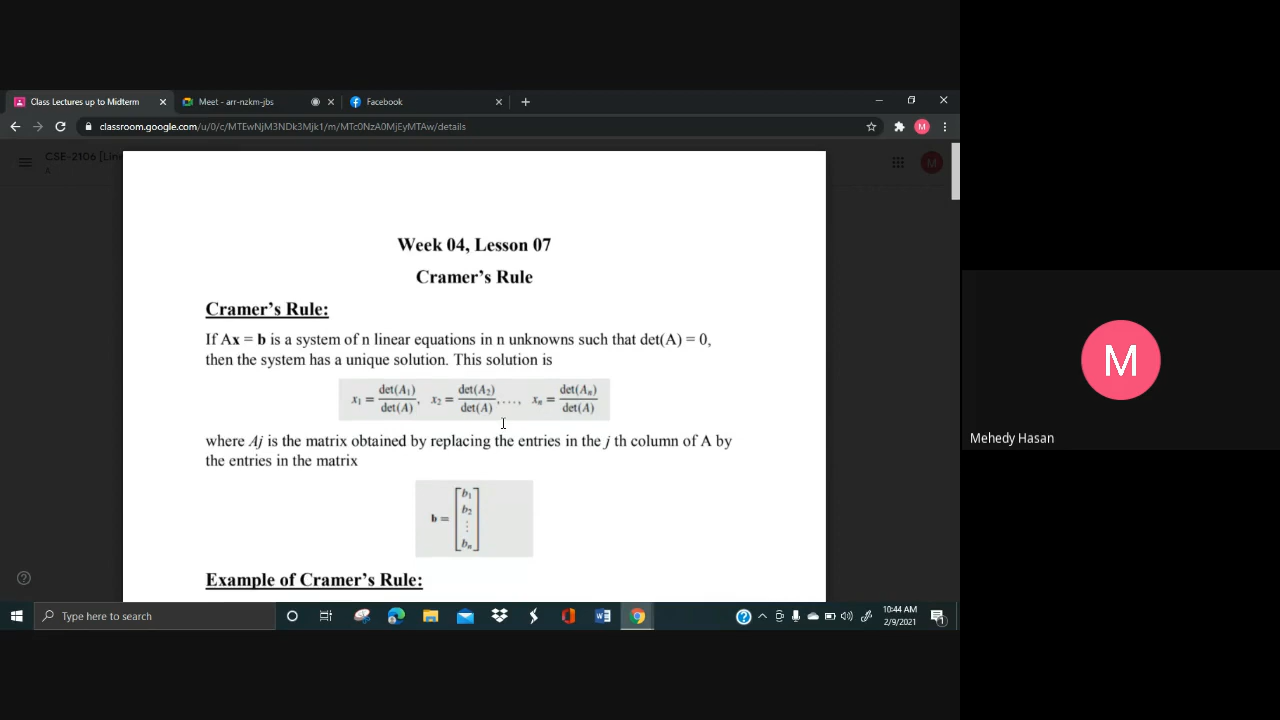 Class Lectures up to Midterm
Meet - arr-nzkm-jbs
Facebook
classroom.google.com/u/0/c/MTEwNjM3NDk3Mjk1/m/MTc0NzA0MjEyMTAw/details
M
CSE-2106 [Line
A
M
Week 04, Lesson 07
Cramer's Rule
Cramer's Rule:
If Ax = b is a system of n linear equations in n unknowns such that det(A) = 0,
then the system has a unique solution. This solution is
x₁ = det(A₁)/det(A), x₂ = det(A₂)/det(A), . . . , xₙ = det(Aₙ)/det(A)
where Aj is the matrix obtained by replacing the entries in the j th column of A by
the entries in the matrix
b = [b₁ b₂ ⋮ bₙ]
Example of Cramer's Rule:
M
Mehedy Hasan
Type here to search
10:44 AM
2/9/2021
1